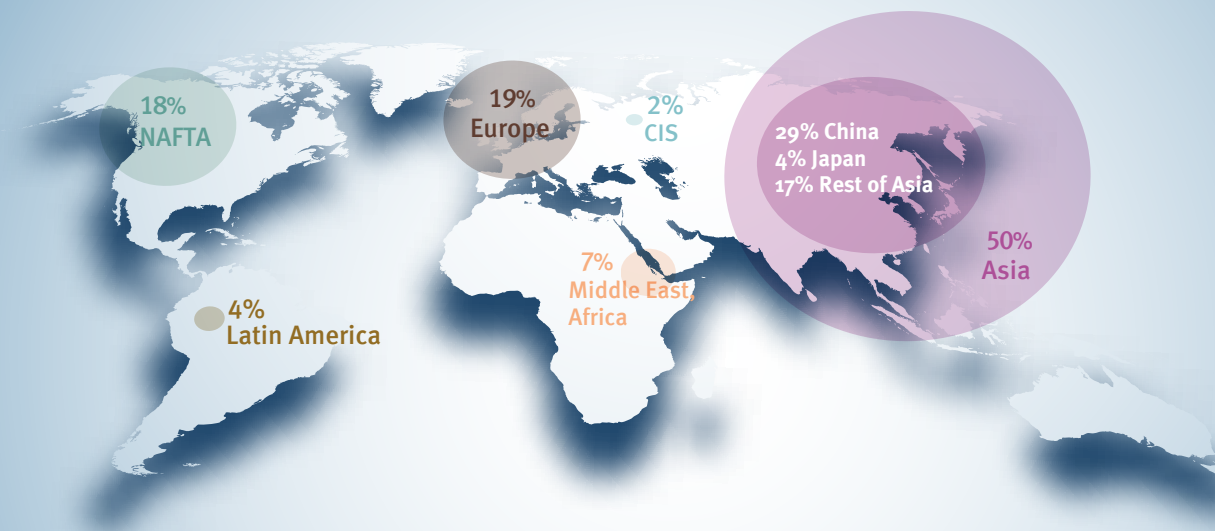 18%
NAFTA
19%
Europe
2%
CIS
29% China
4% Japan
17% Rest of Asia
50%
Asia
7%
Middle East,
Africa
4%
Latin America